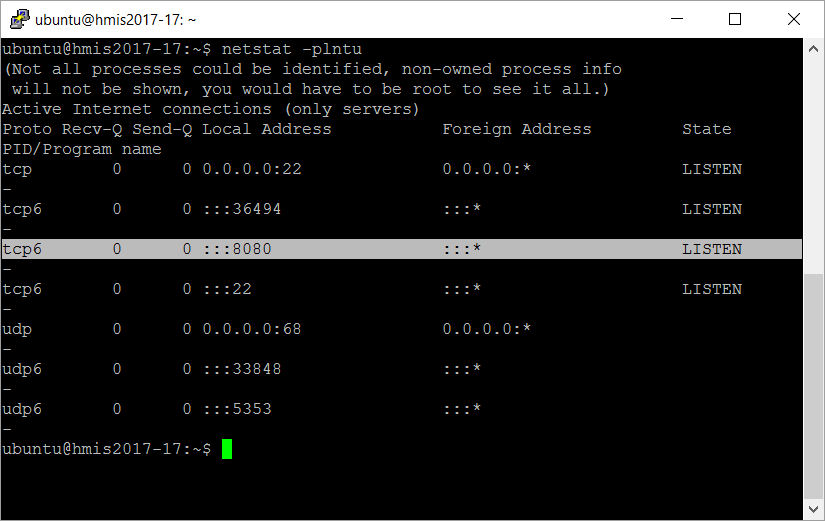 ubuntu@hmis2017-17: ~
ubuntu@hmis2017-17:~$ netstat -plntu
(Not all processes could be identified, non-owned process info
 will not be shown, you would have to be root to see it all.)
Active Internet connections (only servers)
Proto Recv-Q Send-Q Local Address           Foreign Address         State
PID/Program name
tcp        0      0 0.0.0.0:22              0.0.0.0:*               LISTEN
-
tcp6       0      0 :::36494                :::*                    LISTEN
-
tcp6       0      0 :::8080                 :::*                    LISTEN
-
tcp6       0      0 :::22                   :::*                    LISTEN
-
udp        0      0 0.0.0.0:68              0.0.0.0:*
-
udp6       0      0 :::33848                :::*
-
udp6       0      0 :::5353                 :::*
-
ubuntu@hmis2017-17:~$